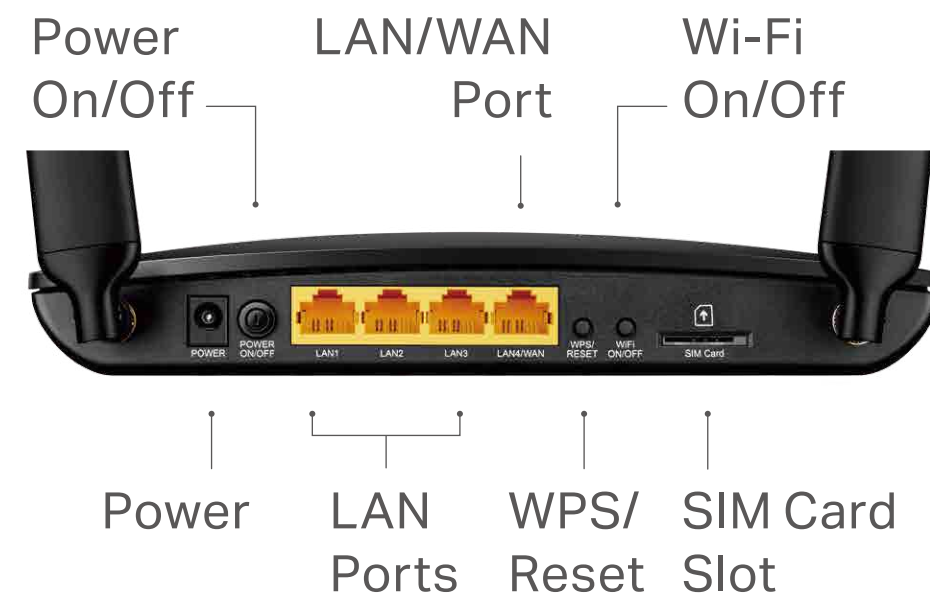 Power
On/Off
LAN/WAN
Port
Wi-Fi
On/Off
POWER
POWER
ON/OFF
LAN1
LAN2
LAN3
LAN4/WAN
WPS/
RESET
WiFi
ON/OFF
SIM Card
Power
LAN
Ports
WPS/
Reset
SIM Card
Slot